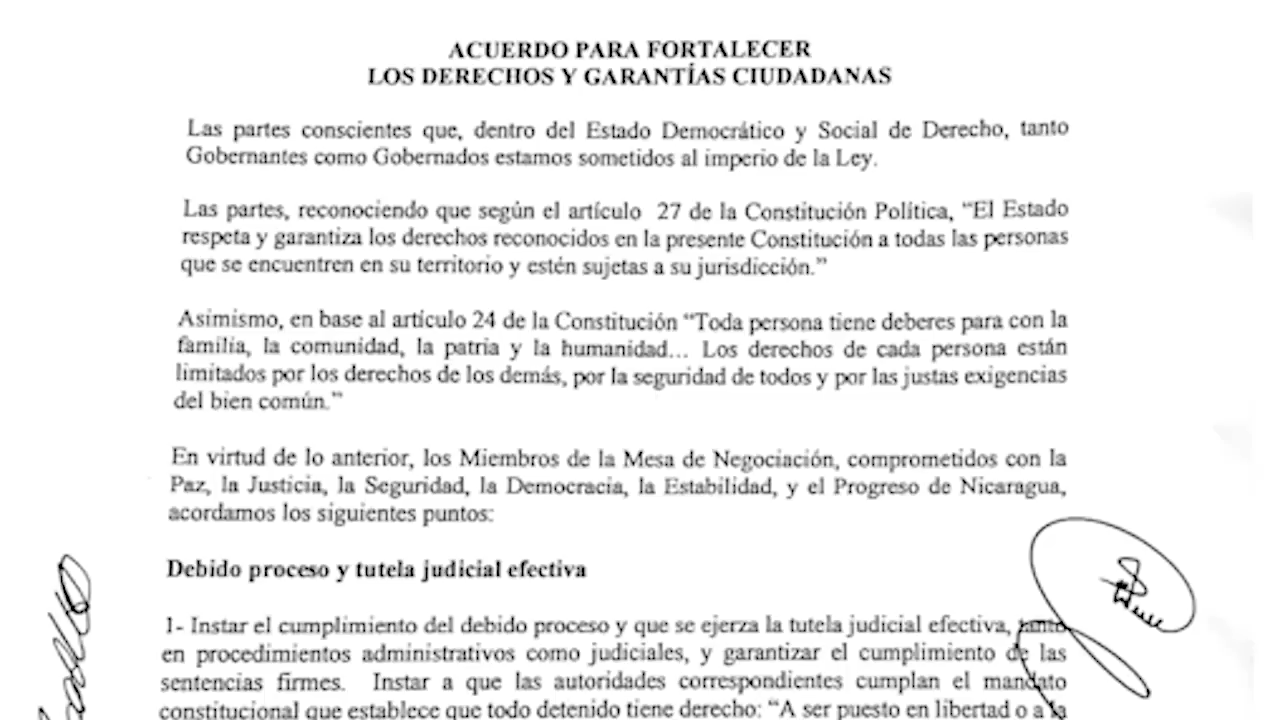 ACUERDO PARA FORTALECER
LOS DERECHOS Y GARANTÍAS CIUDADANAS
Las partes conscientes que, dentro del Estado Democrático y Social de Derecho, tanto
Gobernantes como Gobernados estamos sometidos al imperio de la Ley.
Las partes, reconociendo que según el artículo 27 de la Constitución Política, “El Estado
respeta y garantiza los derechos reconocidos en la presente Constitución a todas las personas
que se encuentren en su territorio y estén sujetas a su jurisdicción.”
Asimismo, en base al artículo 24 de la Constitución “Toda persona tiene deberes para con la
familia, la comunidad, la patria y la humanidad... Los derechos de cada persona están
limitados por los derechos de los demás, por la seguridad de todos y por las justas exigencias
del bien común.”
En virtud de lo anterior, los Miembros de la Mesa de Negociación, comprometidos con la
Paz, la Justicia, la Seguridad, la Democracia, la Estabilidad, y el Progreso de Nicaragua,
acordamos los siguientes puntos:
Debido proceso y tutela judicial efectiva
1- Instar el cumplimiento del debido proceso y que se ejerza la tutela judicial efectiva, tanto
en procedimientos administrativos como judiciales, y garantizar el cumplimiento de las
sentencias firmes. Instar a que las autoridades correspondientes cumplan el mandato
constitucional que establece que todo detenido tiene derecho: “A ser puesto en libertad o a la